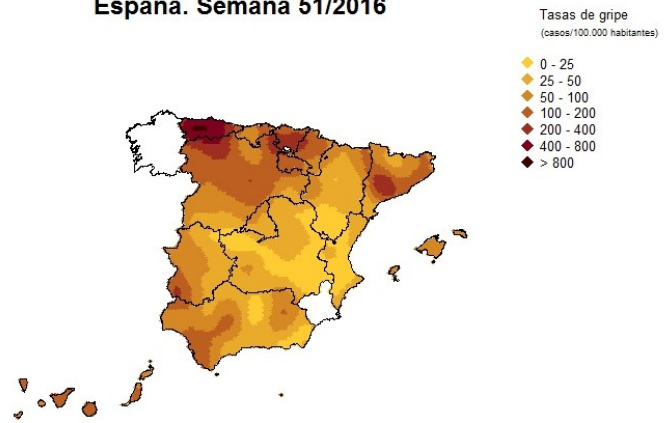 España. Semana 51/2016
Tasas de gripe
(casos/100.000 habitantes)
0 - 25
25 - 50
50 - 100
100 - 200
200 - 400
400 - 800
> 800